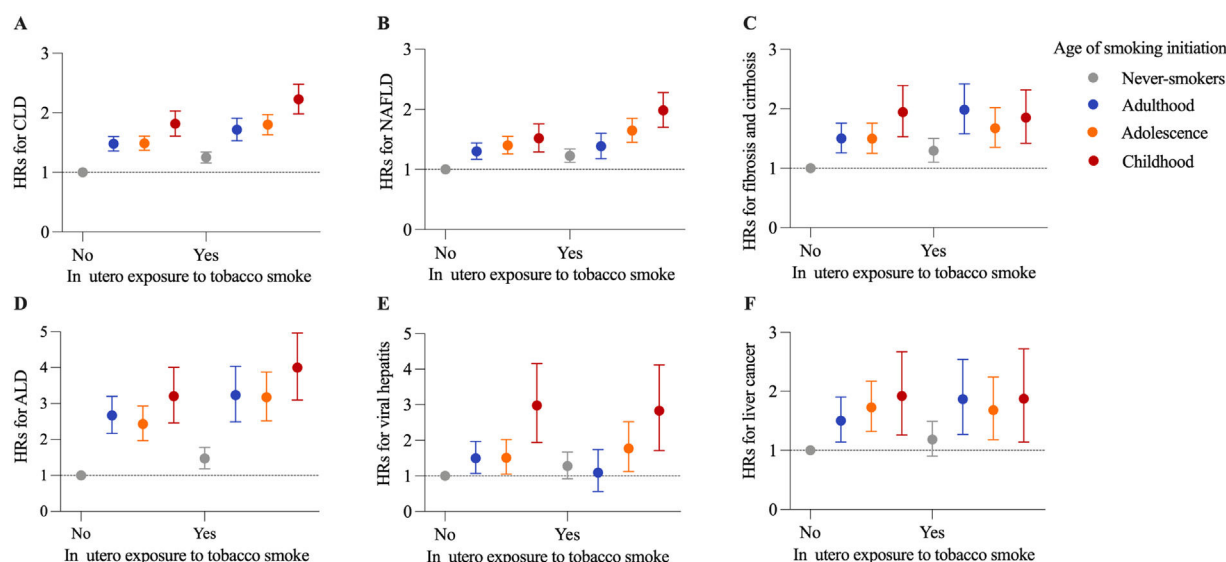 A
HRs for CLD
3
2
1
0
No
Yes
In utero exposure to tobacco smoke
B
HRs for NAFLD
3
2
1
0
No
Yes
In utero exposure to tobacco smoke
C
HRs for fibrosis and cirrhosis
3
2
1
0
No
Yes
In utero exposure to tobacco smoke
Age of smoking initiation
Never-smokers
Adulthood
Adolescence
Childhood
D
HRs for ALD
5
4
3
2
1
0
No
Yes
In utero exposure to tobacco smoke
E
HRs for viral hepatits
5
4
3
2
1
0
No
Yes
In utero exposure to tobacco smoke
F
HRs for liver cancer
3
2
1
0
No
Yes
In utero exposure to tobacco smoke